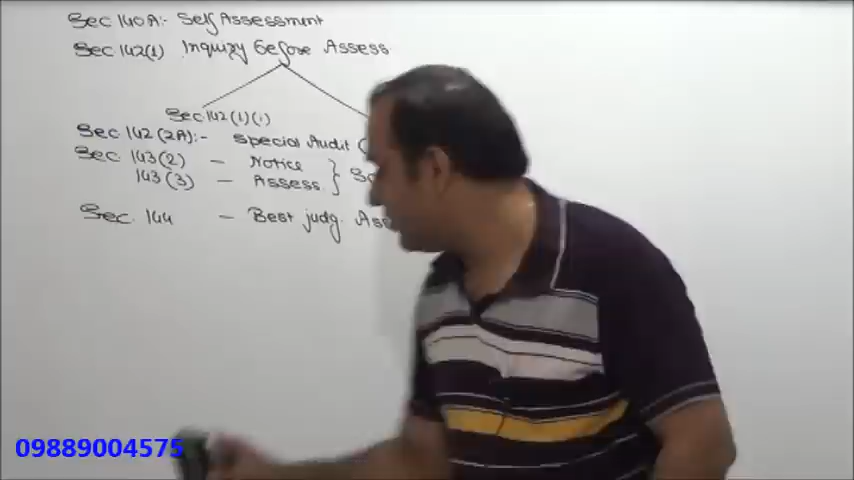 Sec 140A:- Self Assessment
Sec 142(1) Inquiry Before Assess
Sec 142(1)(i)
Sec 142(2A):- Special Audit (
Sec. 143(2) - Notice
143(3) - Assess.
Sec. 144 - Best judg.
09889004575